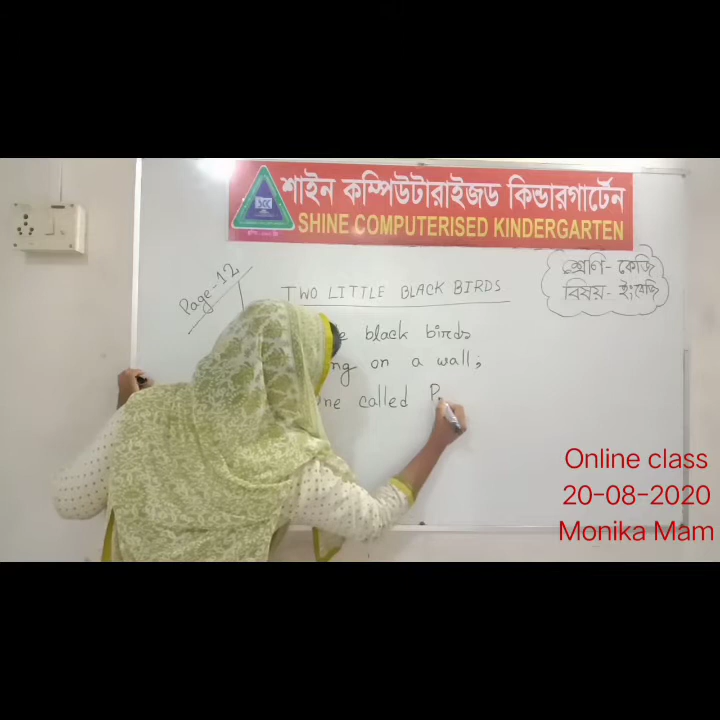 শাইন কম্পিউটারাইজড কিন্ডারগার্টেন
SHINE COMPUTERISED KINDERGARTEN
শ্রেণি- কেজি
বিষয়- ইংরেজি
Page-12
TWO LITTLE BLACK BIRDS
black birds
on a wall;
called P
Online class
20-08-2020
Monika Mam